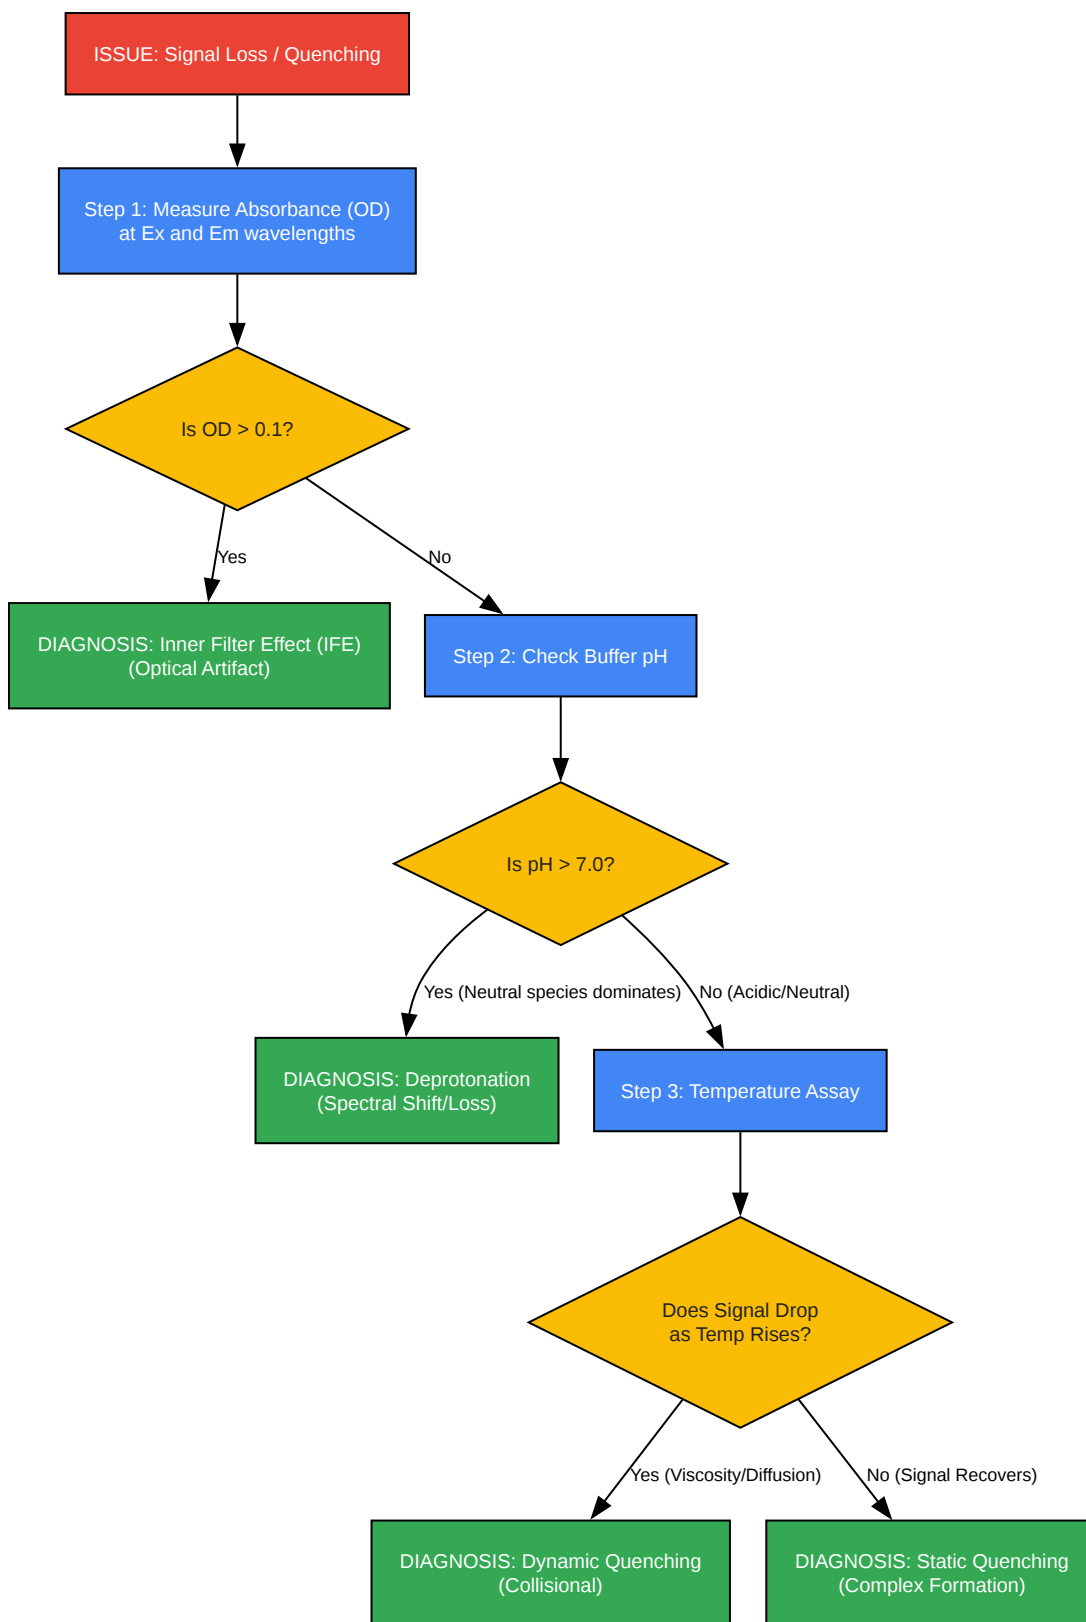 ISSUE: Signal Loss / Quenching
Step 1: Measure Absorbance (OD)
at Ex and Em wavelengths
Is OD > 0.1?
Yes
No
DIAGNOSIS: Inner Filter Effect (IFE)
(Optical Artifact)
Step 2: Check Buffer pH
Is pH > 7.0?
Yes (Neutral species dominates)
No (Acidic/Neutral)
DIAGNOSIS: Deprotonation
(Spectral Shift/Loss)
Step 3: Temperature Assay
Does Signal Drop
as Temp Rises?
Yes (Viscosity/Diffusion)
No (Signal Recovers)
DIAGNOSIS: Dynamic Quenching
(Collisional)
DIAGNOSIS: Static Quenching
(Complex Formation)